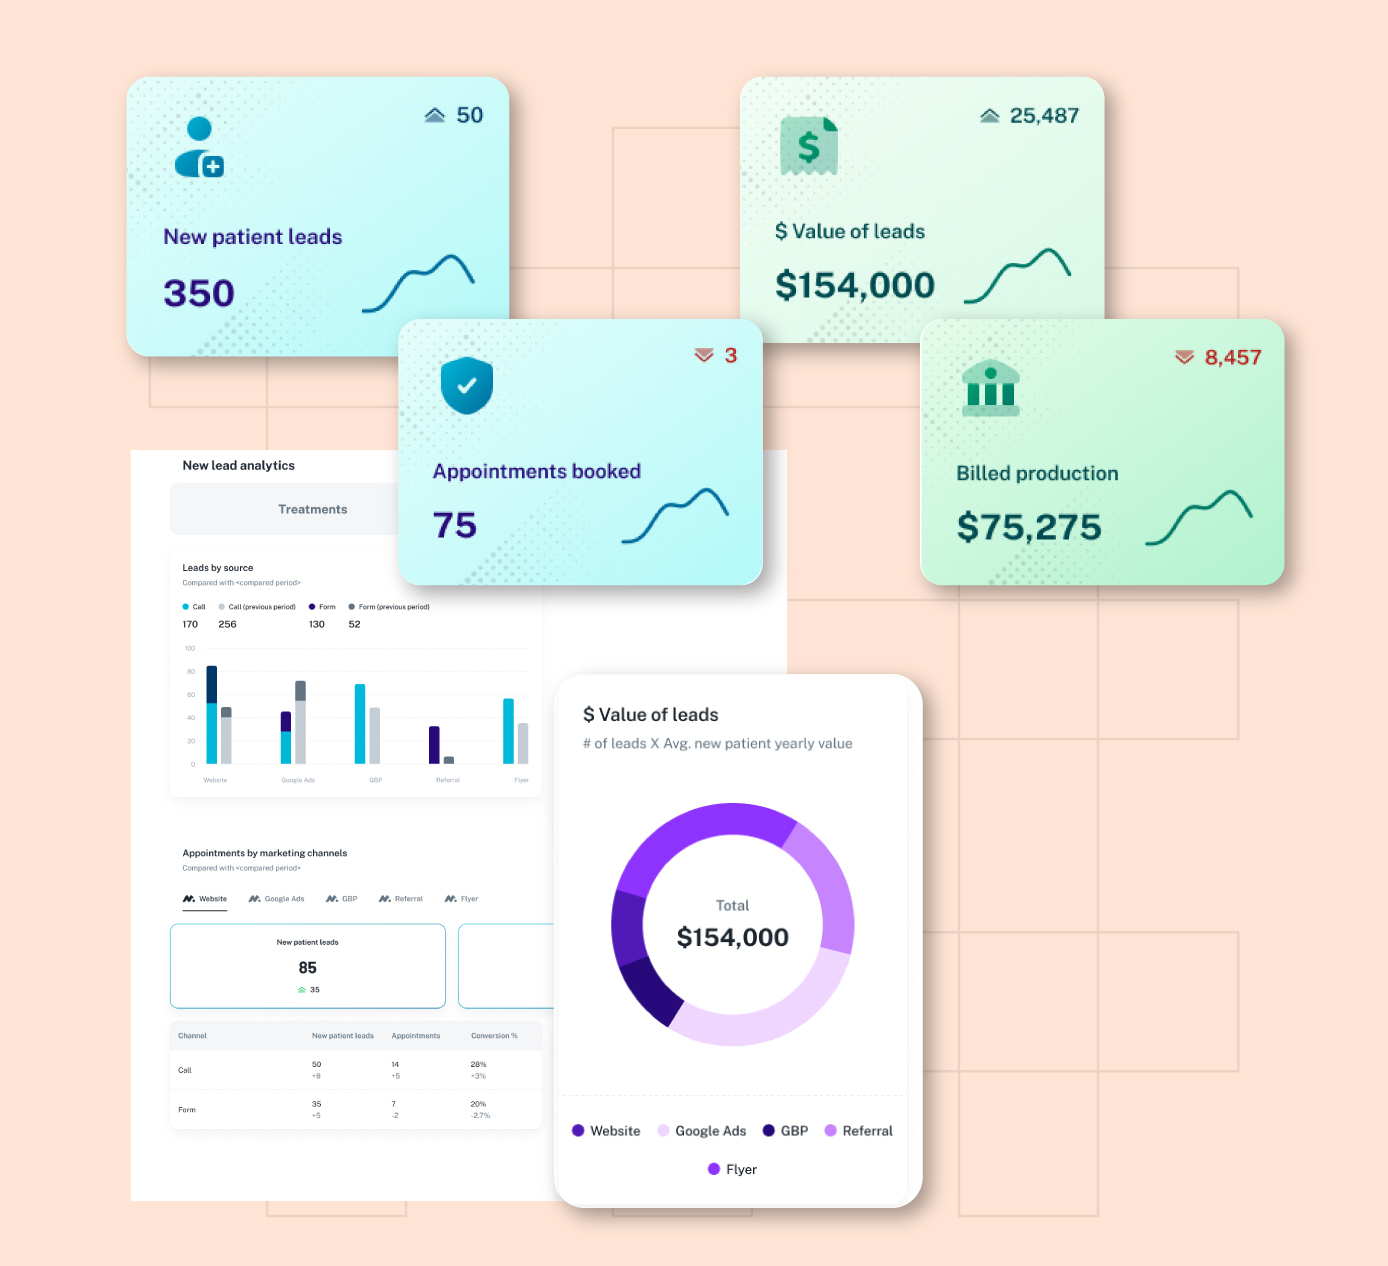 50
New patient leads
350
25,487
$ Value of leads
$154,000
3
Appointments booked
75
8,457
Billed production
$75,275
New lead analytics
Treatments
Leads by source
Compared with <compared period>
Call Call (previous period) Form Form (previous period)
170 256 130 52
100
80
60
40
20
0
Website Google Ads GBP Referral Flyer
Appointments by marketing channels
Compared with <compared period>
Website Google Ads GBP Referral Flyer
New patient leads
85
35
Channel New patient leads Appointments Conversion %
Call 50 14 28%
+8 +5 +3%
Form 35 7 20%
+5 -2 -2.7%
$ Value of leads
# of leads X Avg. new patient yearly value
Total
$154,000
Website Google Ads GBP Referral
Flyer